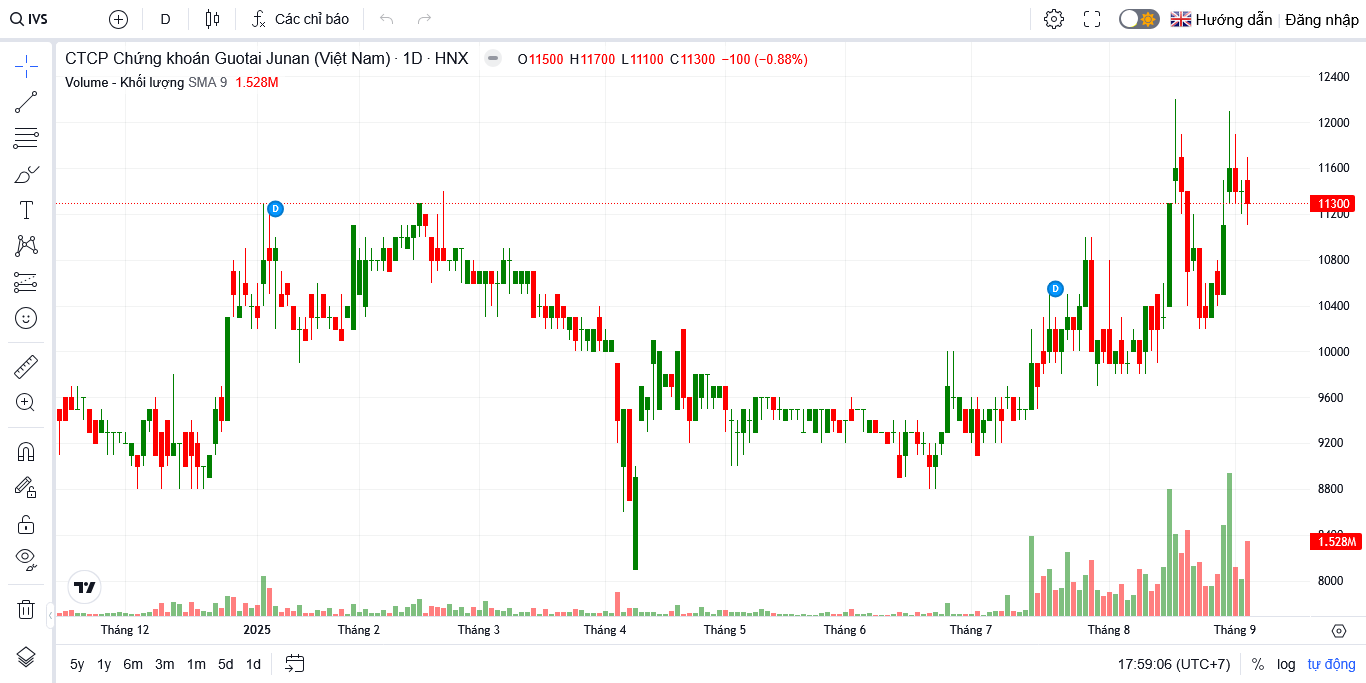 IVS D Các chỉ báo Hướng dẫn Đăng nhập
CTCP Chứng khoán Guotai Junan (Việt Nam) · 1D · HNX O11500 H11700 L11100 C11300 −100 (−0.88%)
Volume - Khối lượng SMA 9 1.528M
12400
12000
11600
11300
11200
10800
10400
10000
9600
9200
8800
8400
1.528M
8000
D
D
Tháng 12 2025 Tháng 2 Tháng 3 Tháng 4 Tháng 5 Tháng 6 Tháng 7 Tháng 8 Tháng 9
5y 1y 6m 3m 1m 5d 1d 17:59:06 (UTC+7) % log tự động